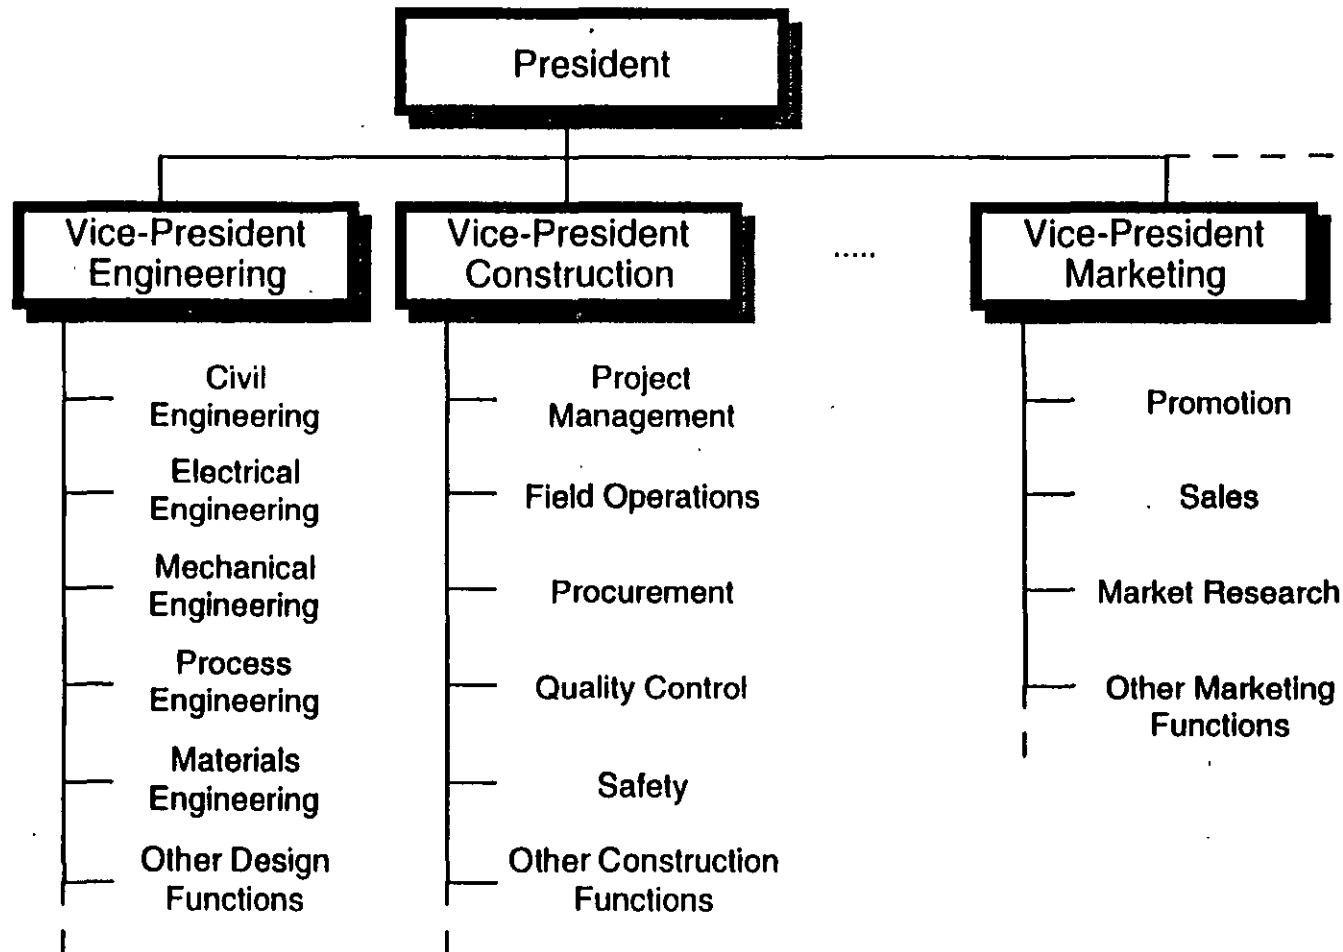 President
Vice-President
Engineering
Vice-President
Construction
.....
Vice-President
Marketing
Civil
Engineering
Electrical
Engineering
Mechanical
Engineering
Process
Engineering
Materials
Engineering
Other Design
Functions
Project
Management
Field Operations
Procurement
Quality Control
Safety
Other Construction
Functions
Promotion
Sales
Market Research
Other Marketing
Functions